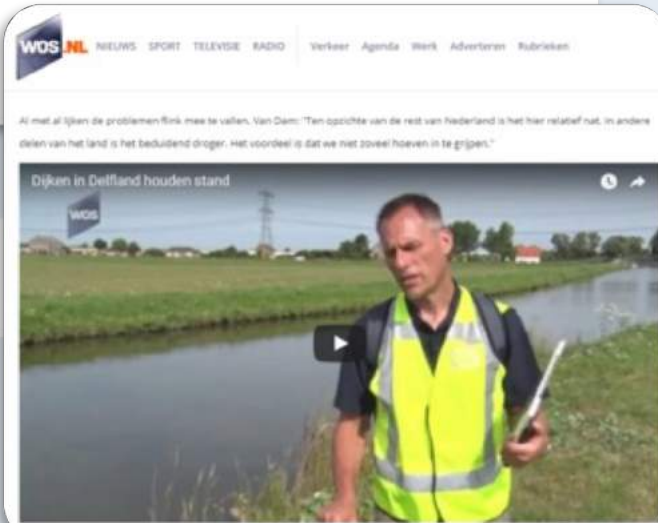 WOS.NL NIEUWS SPORT TELEVISIE RADIO Verkeer Agenda Werk Adverteren Rubrieken
Al met al lijken de problemen flink mee te vallen. Van Dam: "Ten opzichte van de rest van Nederland is het hier relatief nat. In andere
delen van het land is het beduidend droger. Het voordeel is dat we niet zoveel hoeven in te grijpen."
Dijken in Delfland houden stand
WOS